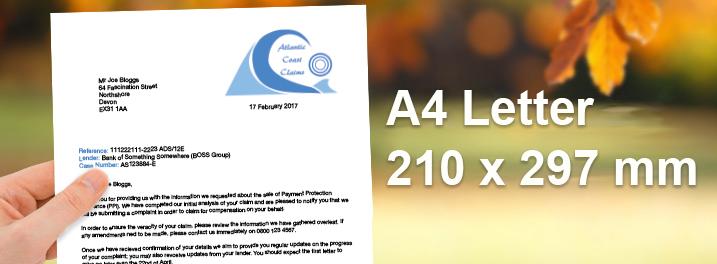 Mr Joe Bloggs
64 Fascination Street
Northshore
Devon
EX31 1AA
Atlantic
Coast
Claims
17 February 2017
Reference: 111222111-2223 ADS/12E
Lender: Bank of Something Somewhere (BOSS Group)
Case Number: AS123884-E
Bloggs,
you for providing us with the information we requested about the sale of Payment Protection
(PPI). We have completed our initial analysis of your claim and are pleased to notify you that we
be submitting a complaint in order to claim for compensation on your behalf.
In order to ensure the veracity of your claim, please review the information we have gathered overleaf. If
any amendments need to be made, please contact us immediately on 0800 123 4567.
Once we have recieved confirmation of your details we aim to provide you regular updates on the progress
of your complaint; you may also receive updates from your lender. You should expect the first letter to
than the 22nd of April.
A4 Letter
210 x 297 mm